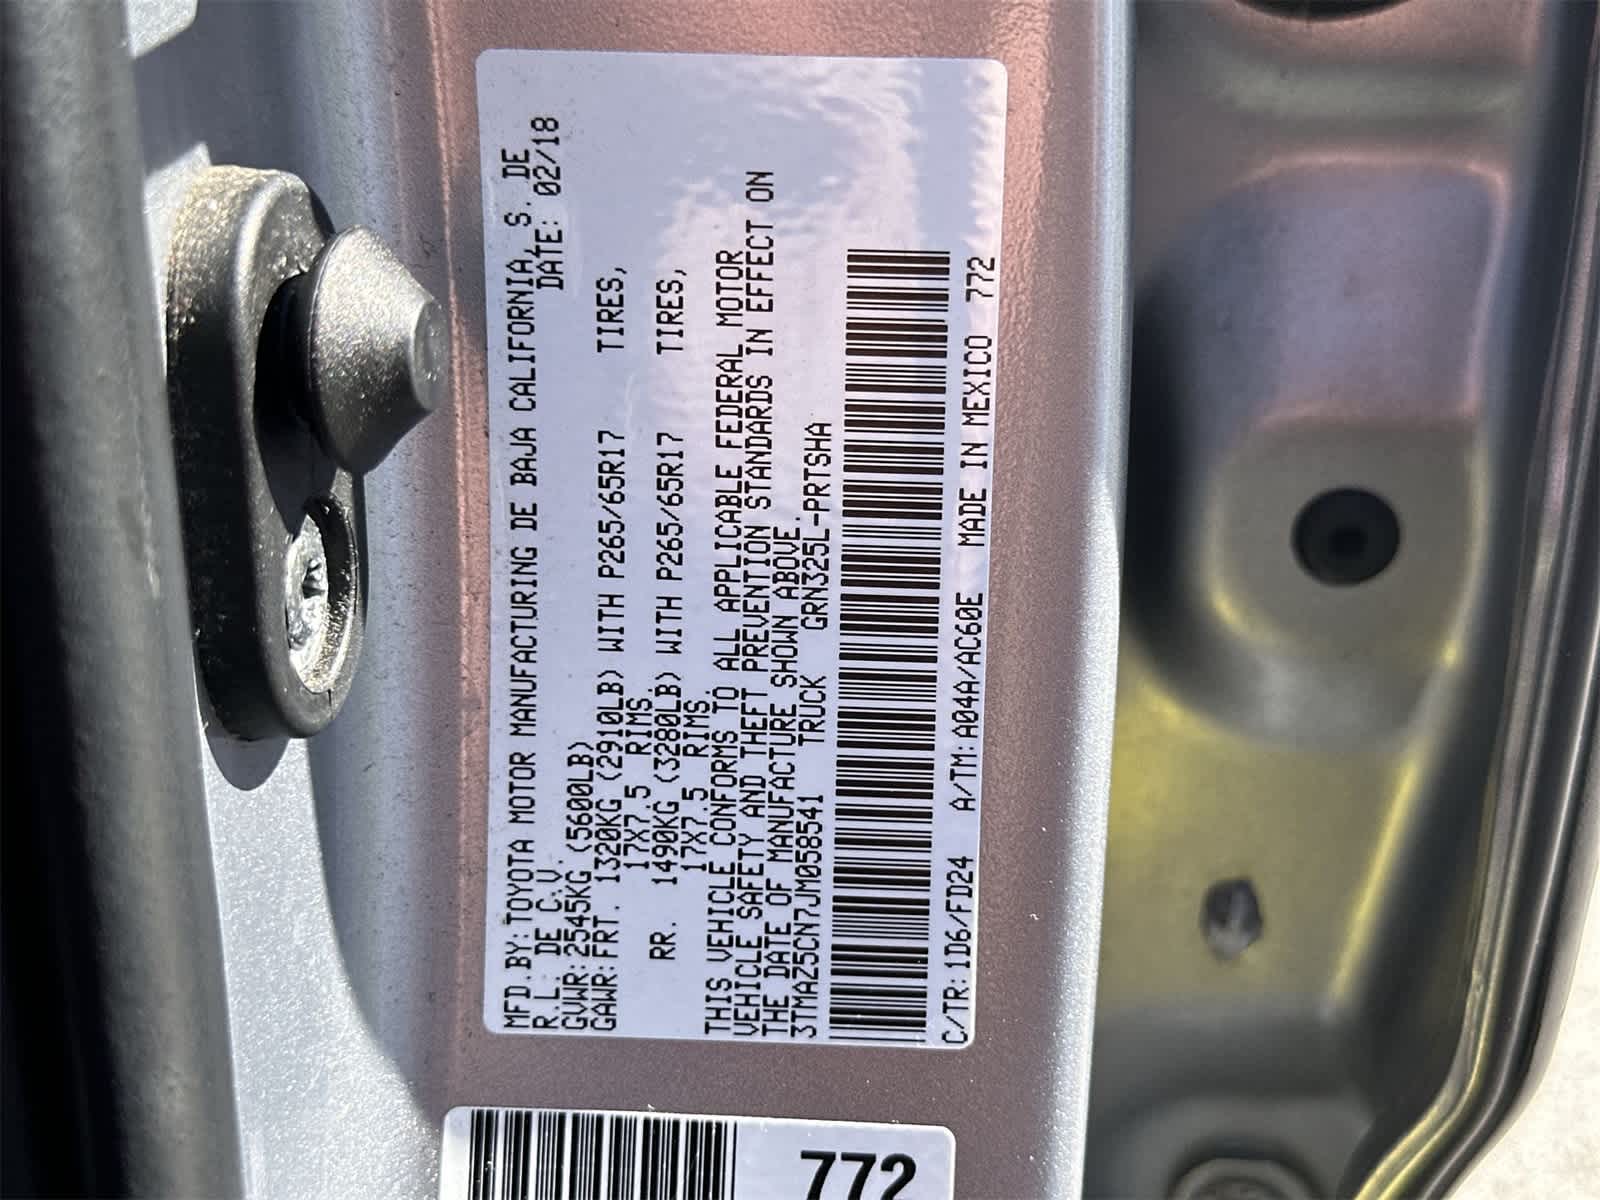 MFD.BY:TOYOTA MOTOR MANUFACTURING DE BAJA CALIFORNIA, S. DE
R.L. DE C.V. DATE: 02/18
GVWR:2545KG (5600LB)
GAWR:FRT. 1320KG (2910LB) WITH P265/65R17 TIRES,
17X7.5 RIMS.
RR. 1490KG (3280LB) WITH P265/65R17 TIRES,
17X7.5 RIMS.
THIS VEHICLE CONFORMS TO ALL APPLICABLE FEDERAL MOTOR
VEHICLE SAFETY AND THEFT PREVENTION STANDARDS IN EFFECT ON
THE DATE OF MANUFACTURE SHOWN ABOVE.
3TMAZ5CN7JM058541 TRUCK GRN325L-PRTSHA
C/TR:1D6/FD24 A/TM:A04A/AC60E MADE IN MEXICO 772
772